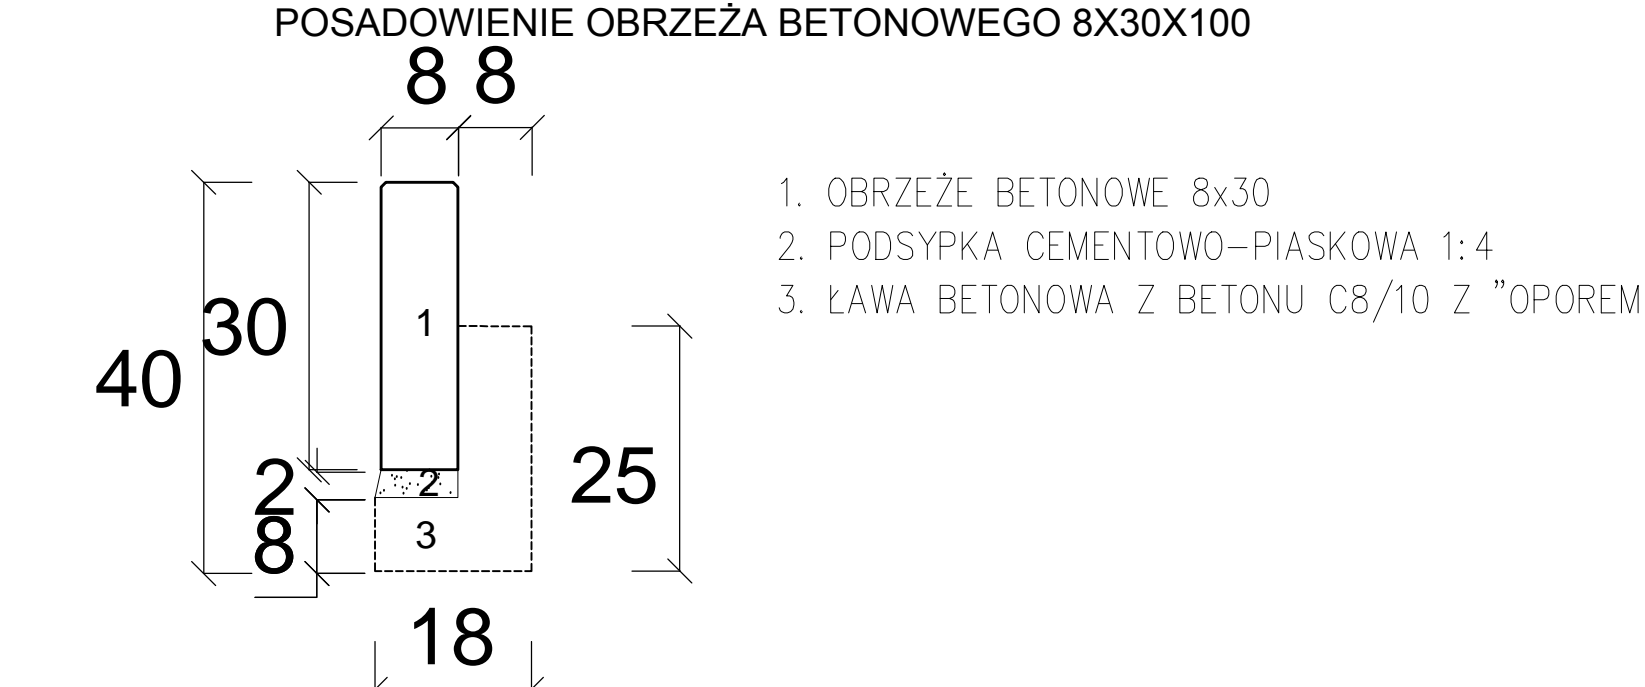 POSADOWIENIE OBRZEŻA BETONOWEGO 8X30X100
8 8
1. OBRZEŻE BETONOWE 8x30
2. PODSYPKA CEMENTOWO-PIASKOWA 1:4
3. ŁAWA BETONOWA Z BETONU C8/10 Z "OPOREM
30
1
40
25
2
2
8
3
18